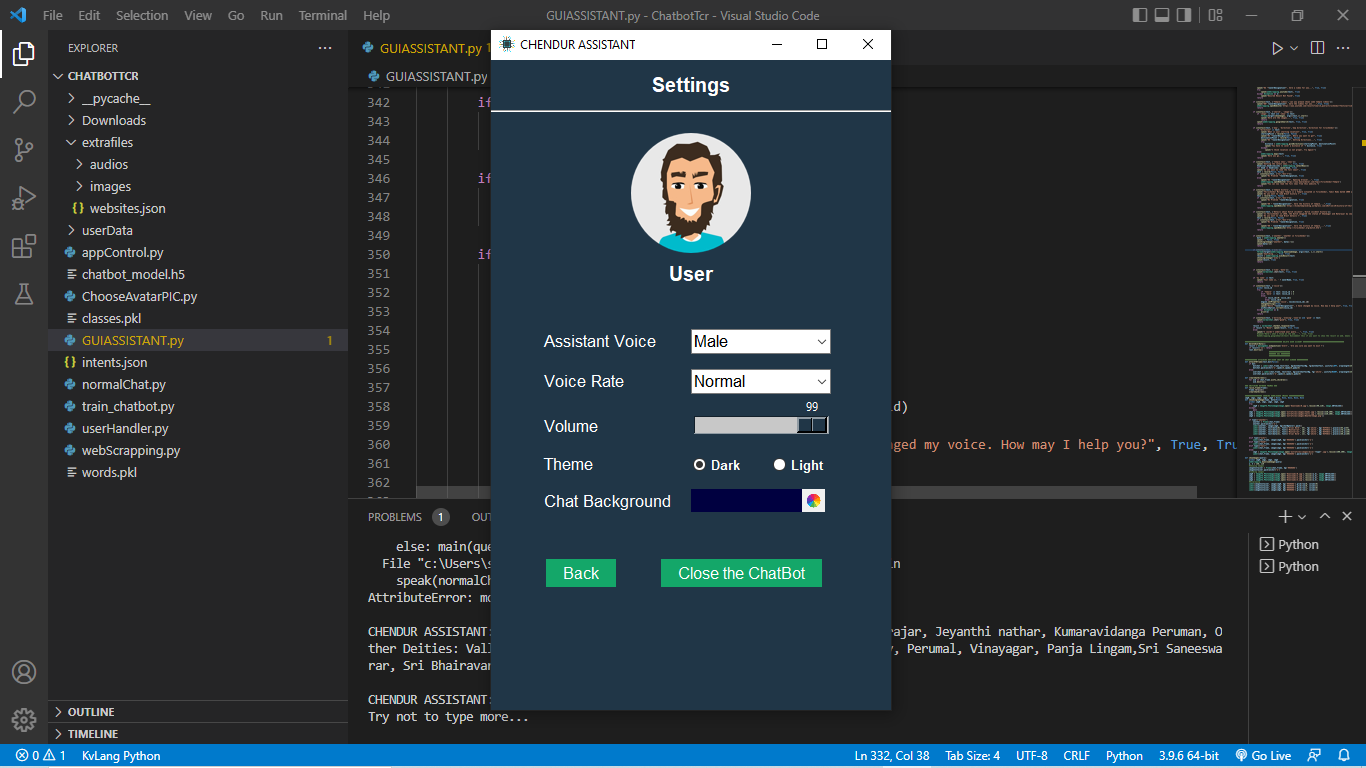 File Edit Selection View Go Run Terminal Help
GUIASSISTANT.py - ChatbotTcr - Visual Studio Code
EXPLORER
CHATBOTTCR
__pycache__
Downloads
extrafiles
audios
images
websites.json
userData
appControl.py
chatbot_model.h5
ChooseAvatarPIC.py
classes.pkl
GUIASSISTANT.py 1
intents.json
normalChat.py
train_chatbot.py
userHandler.py
webScrapping.py
words.pkl
OUTLINE
TIMELINE
GUIASSISTANT.py 1
GUIASSISTANT.py
342 if
343
344
345
346 if
347
348
349
350 if
351
352
353
354
355
356
357
358 d)
359
360 ged my voice. How may I help you?", True, Tru
361
362
CHENDUR ASSISTANT
Settings
User
Assistant Voice Male
Voice Rate Normal
99
Volume
Theme Dark Light
Chat Background
Back Close the ChatBot
PROBLEMS 1 OUT
else: main(que
File "c:\Users\s
speak(normalCh
AttributeError: mo
CHENDUR ASSISTANT: rajar, Jeyanthi nathar, Kumaravidanga Peruman, O
ther Deities: Vall , Perumal, Vinayagar, Panja Lingam,Sri Saneeswa
rar, Sri Bhairavar
CHENDUR ASSISTANT:
Try not to type more...
Python
Python
0 1 KvLang Python
Ln 332, Col 38 Tab Size: 4 UTF-8 CRLF Python 3.9.6 64-bit Go Live